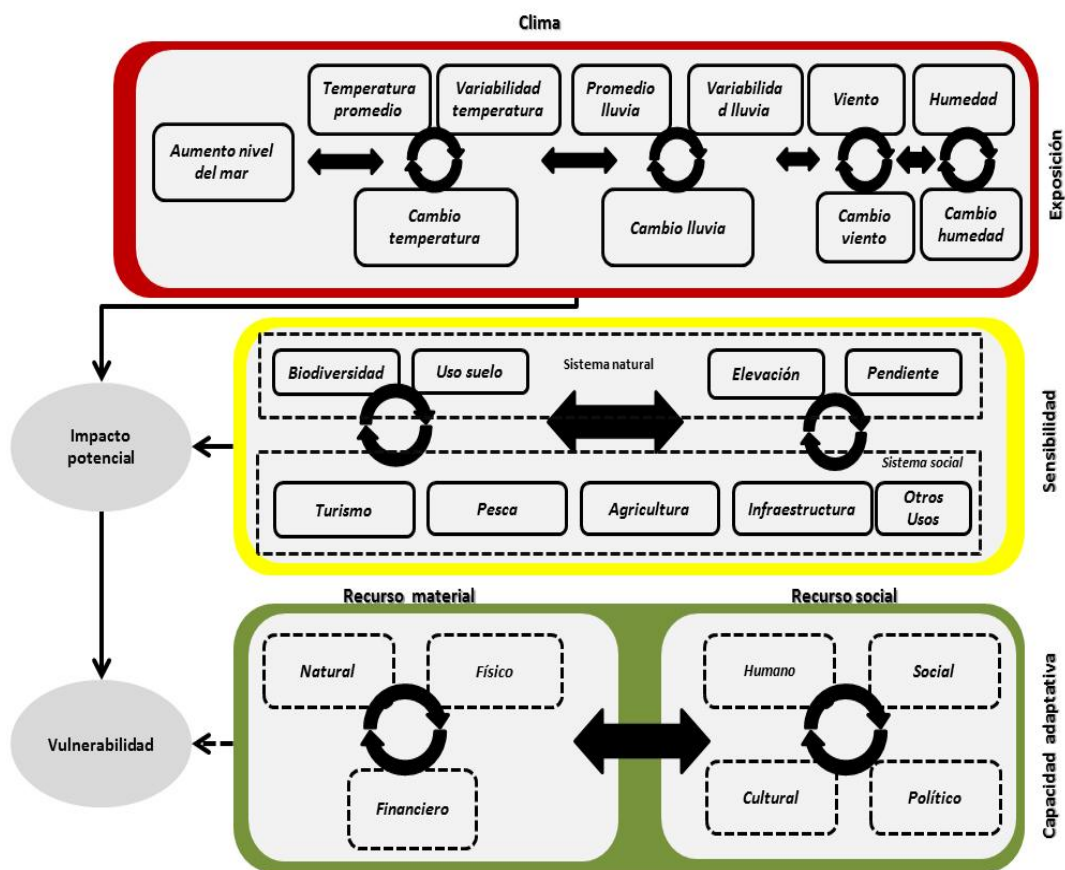 Clima
Temperatura
promedio
Variabilidad
temperatura
Promedio
lluvia
Variabilida
d lluvia
Viento
Humedad
Aumento nivel
del mar
Cambio
temperatura
Cambio lluvia
Cambio
viento
Cambio
humedad
Exposición
Biodiversidad
Uso suelo
Sistema natural
Elevación
Pendiente
Impacto
potencial
Sistema social
Turismo
Pesca
Agricultura
Infraestructura
Otros
Usos
Sensibilidad
Recurso material
Recurso social
Natural
Físico
Humano
Social
Vulnerabilidad
Financiero
Cultural
Político
Capacidad adaptativa